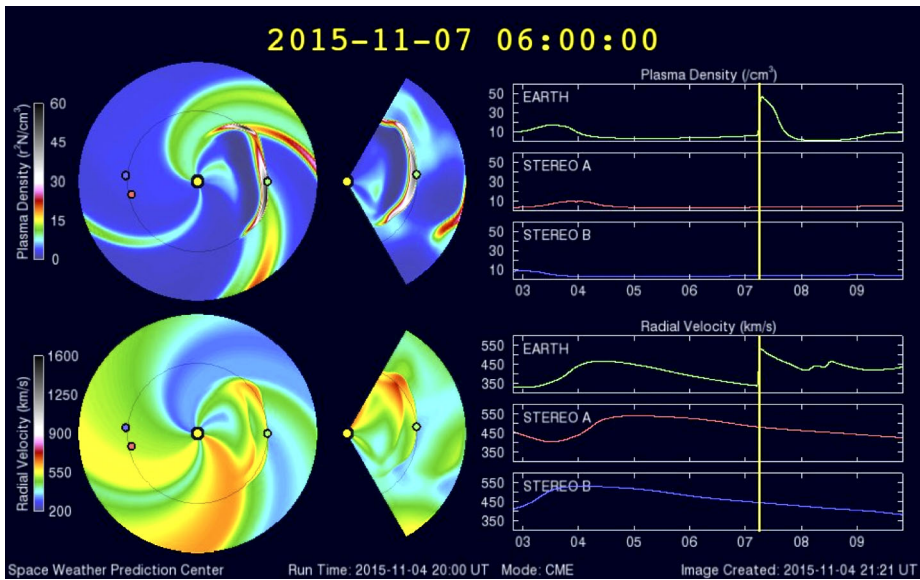 2015-11-07 06:00:00
Plasma Density (r²N/cm³)
60
45
30
15
0
Plasma Density (/cm³)
EARTH
50
30
10
STEREO A
50
30
10
STEREO B
50
30
10
03 04 05 06 07 08 09
Radial Velocity (km/s)
1600
1250
900
550
200
Radial Velocity (km/s)
EARTH
550
450
350
STEREO A
550
450
350
STEREO B
550
450
350
03 04 05 06 07 08 09
Space Weather Prediction Center Run Time: 2015-11-04 20:00 UT Mode: CME Image Created: 2015-11-04 21:21 UT